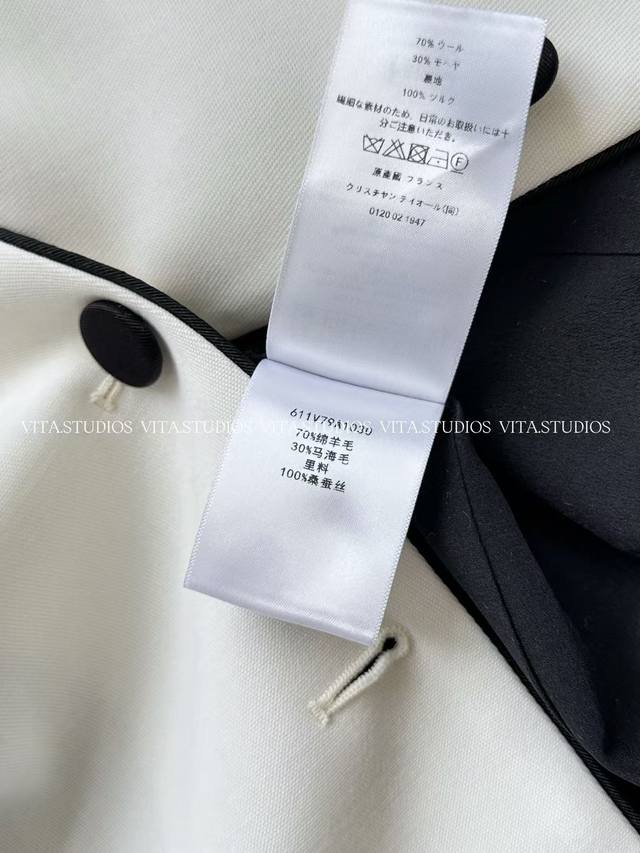 70% ウール
30% モヘヤ
裏地
100% シルク
繊細な素材のため、日常のお取扱いには十
分ご注意いただき。
F
原産国 フランス
クリスチャン ディオール(同)
0120 02 1947
611V79A1030
VITA.STUDIOS VITA.STUDIOS VITA.STUDIOS VITA.STUDIOS VITA.STUDIOS
70%绵羊毛
30%马海毛
里料
100%桑蚕丝